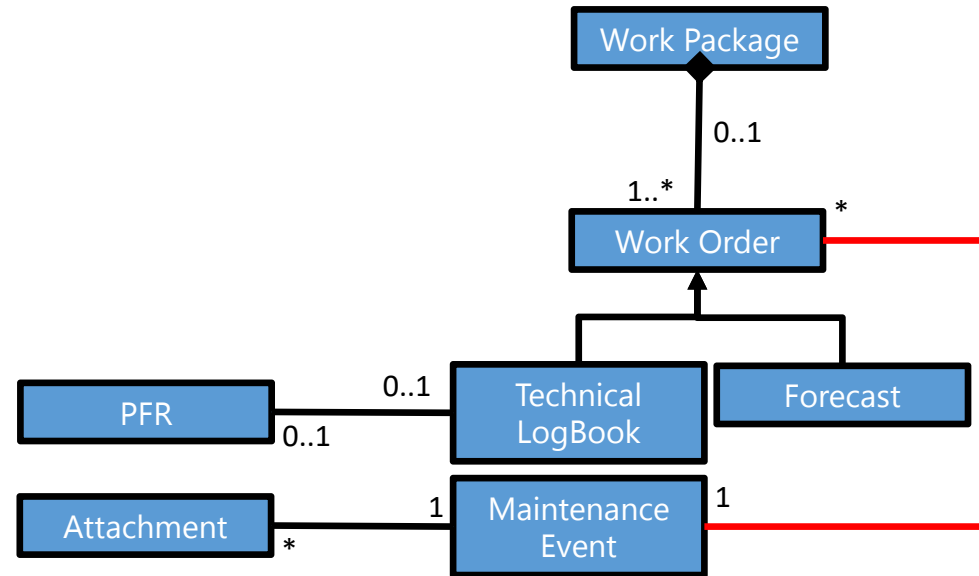 Work Package
0..1
1..*
*
Work Order
0..1
PFR
0..1
Technical
LogBook
Forecast
Attachment
*
1
Maintenance
Event
1